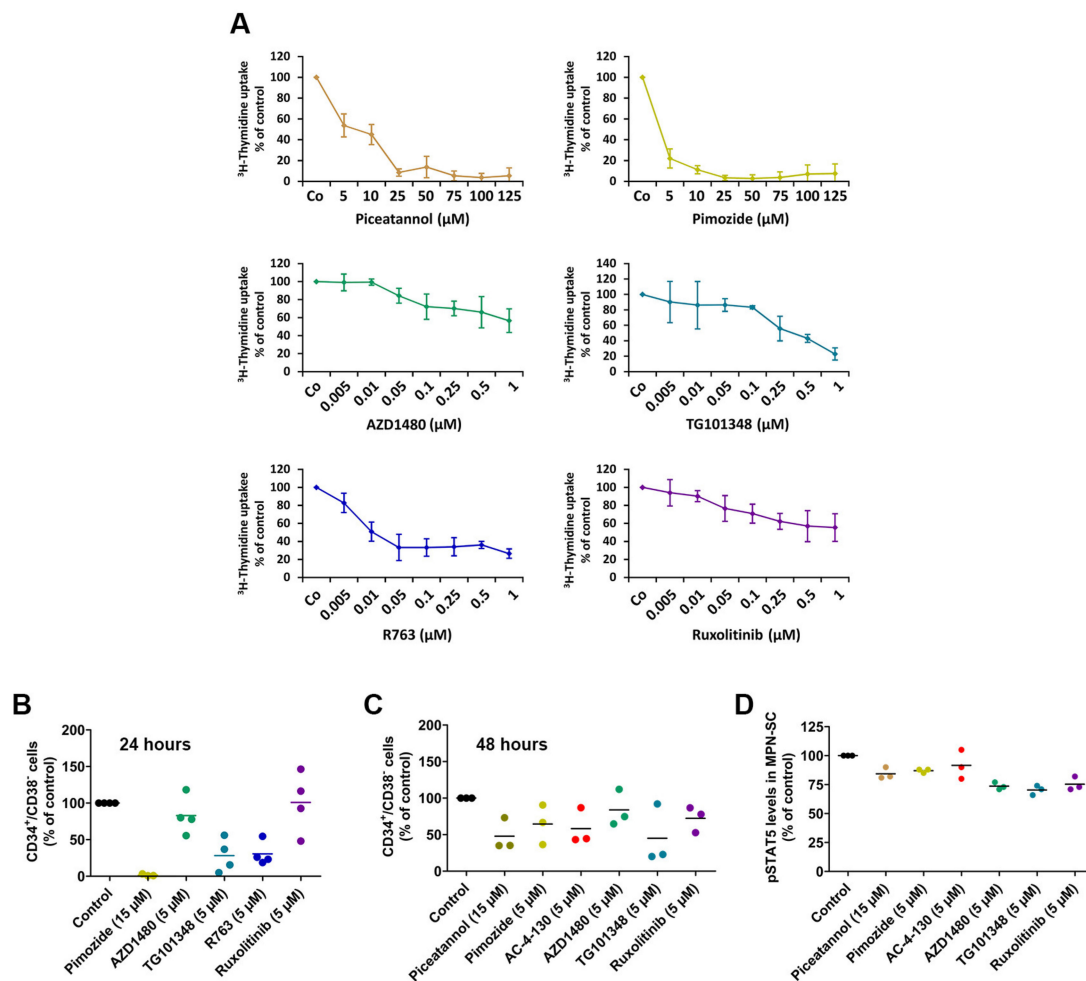 A
³H-Thymidine uptake
% of control
120
100
80
60
40
20
0
Co 5 10 25 50 75 100 125
Piceatannol (µM)
³H-Thymidine uptake
% of control
120
100
80
60
40
20
0
Co 5 10 25 50 75 100 125
Pimozide (µM)
³H-Thymidine uptake
% of control
120
100
80
60
40
20
0
Co 0.005 0.01 0.05 0.1 0.25 0.5 1
AZD1480 (µM)
³H-Thymidine uptake
% of control
140
120
100
80
60
40
20
0
Co 0.005 0.01 0.05 0.1 0.25 0.5 1
TG101348 (µM)
³H-Thymidine uptakee
% of control
120
100
80
60
40
20
0
Co 0.005 0.01 0.05 0.1 0.25 0.5 1
R763 (µM)
³H-Thymidine uptake
% of control
120
100
80
60
40
20
0
Co 0.005 0.01 0.05 0.1 0.25 0.5 1
Ruxolitinib (µM)
B
24 hours
CD34⁺/CD38⁻ cells
(% of control)
200
150
100
50
0
Control
Pimozide (15 µM)
AZD1480 (5 µM)
TG101348 (5 µM)
R763 (5 µM)
Ruxolitinib (5 µM)
C
48 hours
CD34⁺/CD38⁻ cells
(% of control)
200
150
100
50
0
Control
Piceatannol (15 µM)
Pimozide (5 µM)
AC-4-130 (5 µM)
AZD1480 (5 µM)
TG101348 (5 µM)
Ruxolitinib (5 µM)
D
pSTAT5 levels in MPN-SC
(% of control)
125
100
75
50
25
0
Control
Piceatannol (15 µM)
Pimozide (5 µM)
AC-4-130 (5 µM)
AZD1480 (5 µM)
TG101348 (5 µM)
Ruxolitinib (5 µM)